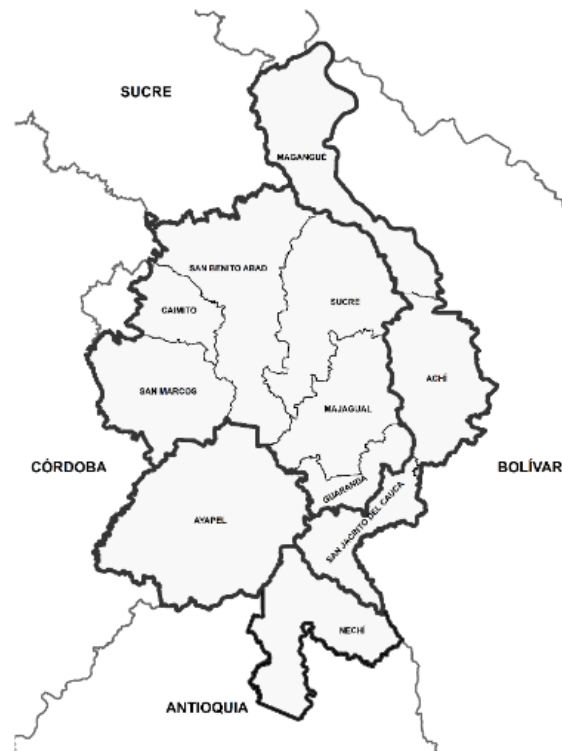 SUCRE
MAGANGUÉ
SAN BENITO ABAD
SUCRE
CAIMITO
ACHÍ
SAN MARCOS
MAJAGUAL
CÓRDOBA
BOLÍVAR
GUARANDA
AYAPEL
SAN JACINTO DEL CAUCA
NECHÍ
ANTIOQUIA